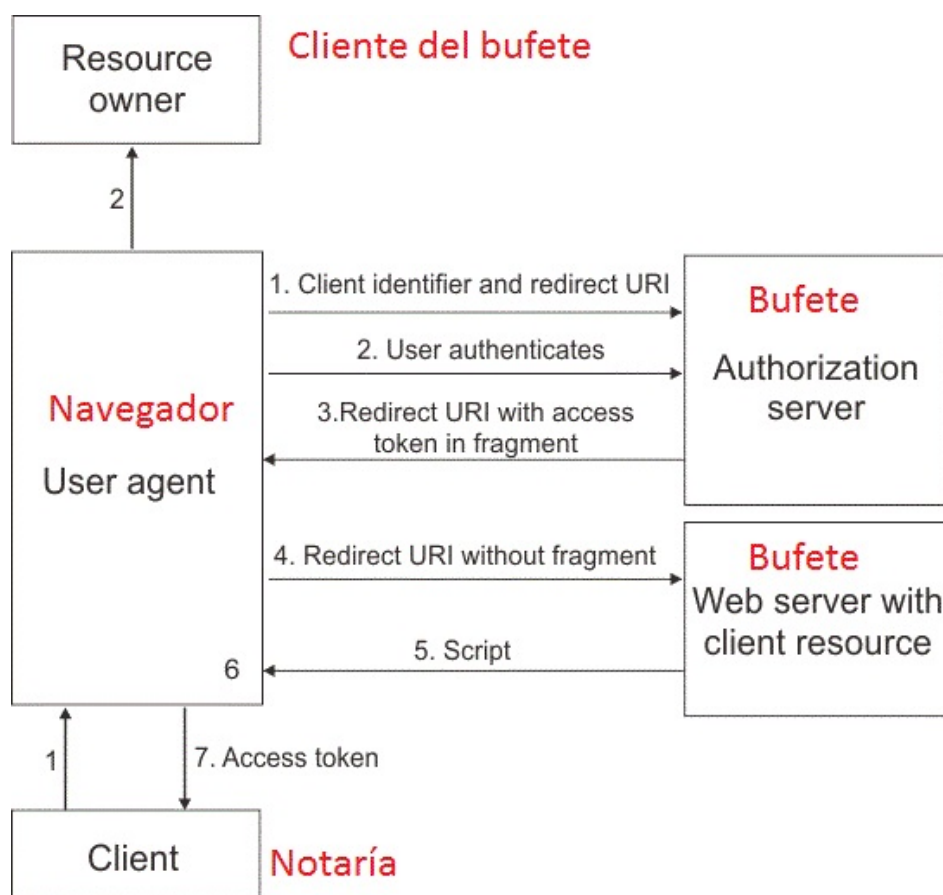 Resource
owner
Cliente del bufete
2
1. Client identifier and redirect URI
2. User authenticates
3.Redirect URI with access
token in fragment
Navegador
User agent
Bufete
Authorization
server
4. Redirect URI without fragment
5. Script
6
Bufete
Web server with
client resource
1
7. Access token
Client
Notaría